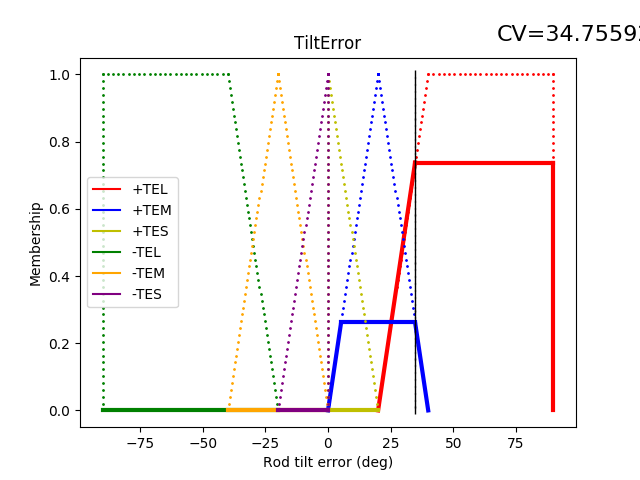 CV=34.7559
TiltError
1.0
0.8
0.6
0.4
0.2
0.0
Membership
+TEL
+TEM
+TES
-TEL
-TEM
-TES
−75
−50
−25
0
25
50
75
Rod tilt error (deg)